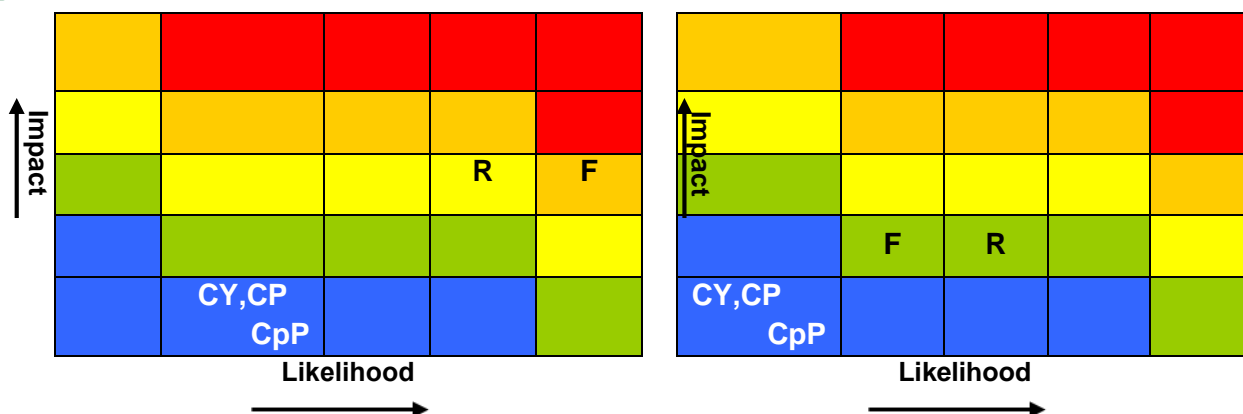 Impact
R F
CY,CP
CpP
Likelihood
Impact
F R
CY,CP
CpP
Likelihood